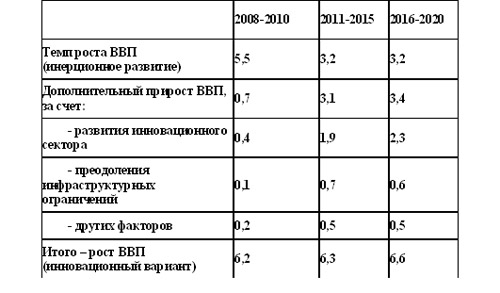 2008-2010 2011-2015 2016-2020
Темп роста ВВП
(инерционное развитие) 5,5 3,2 3,2
Дополнительный прирост ВВП, 0,7 3,1 3,4
за счет:
- развития инновационного 0,4 1,9 2,3
сектора
- преодоления
инфраструктурных 0,1 0,7 0,6
ограничений
- других факторов 0,2 0,5 0,5
Итого – рост ВВП
(инновационный вариант) 6,2 6,3 6,6